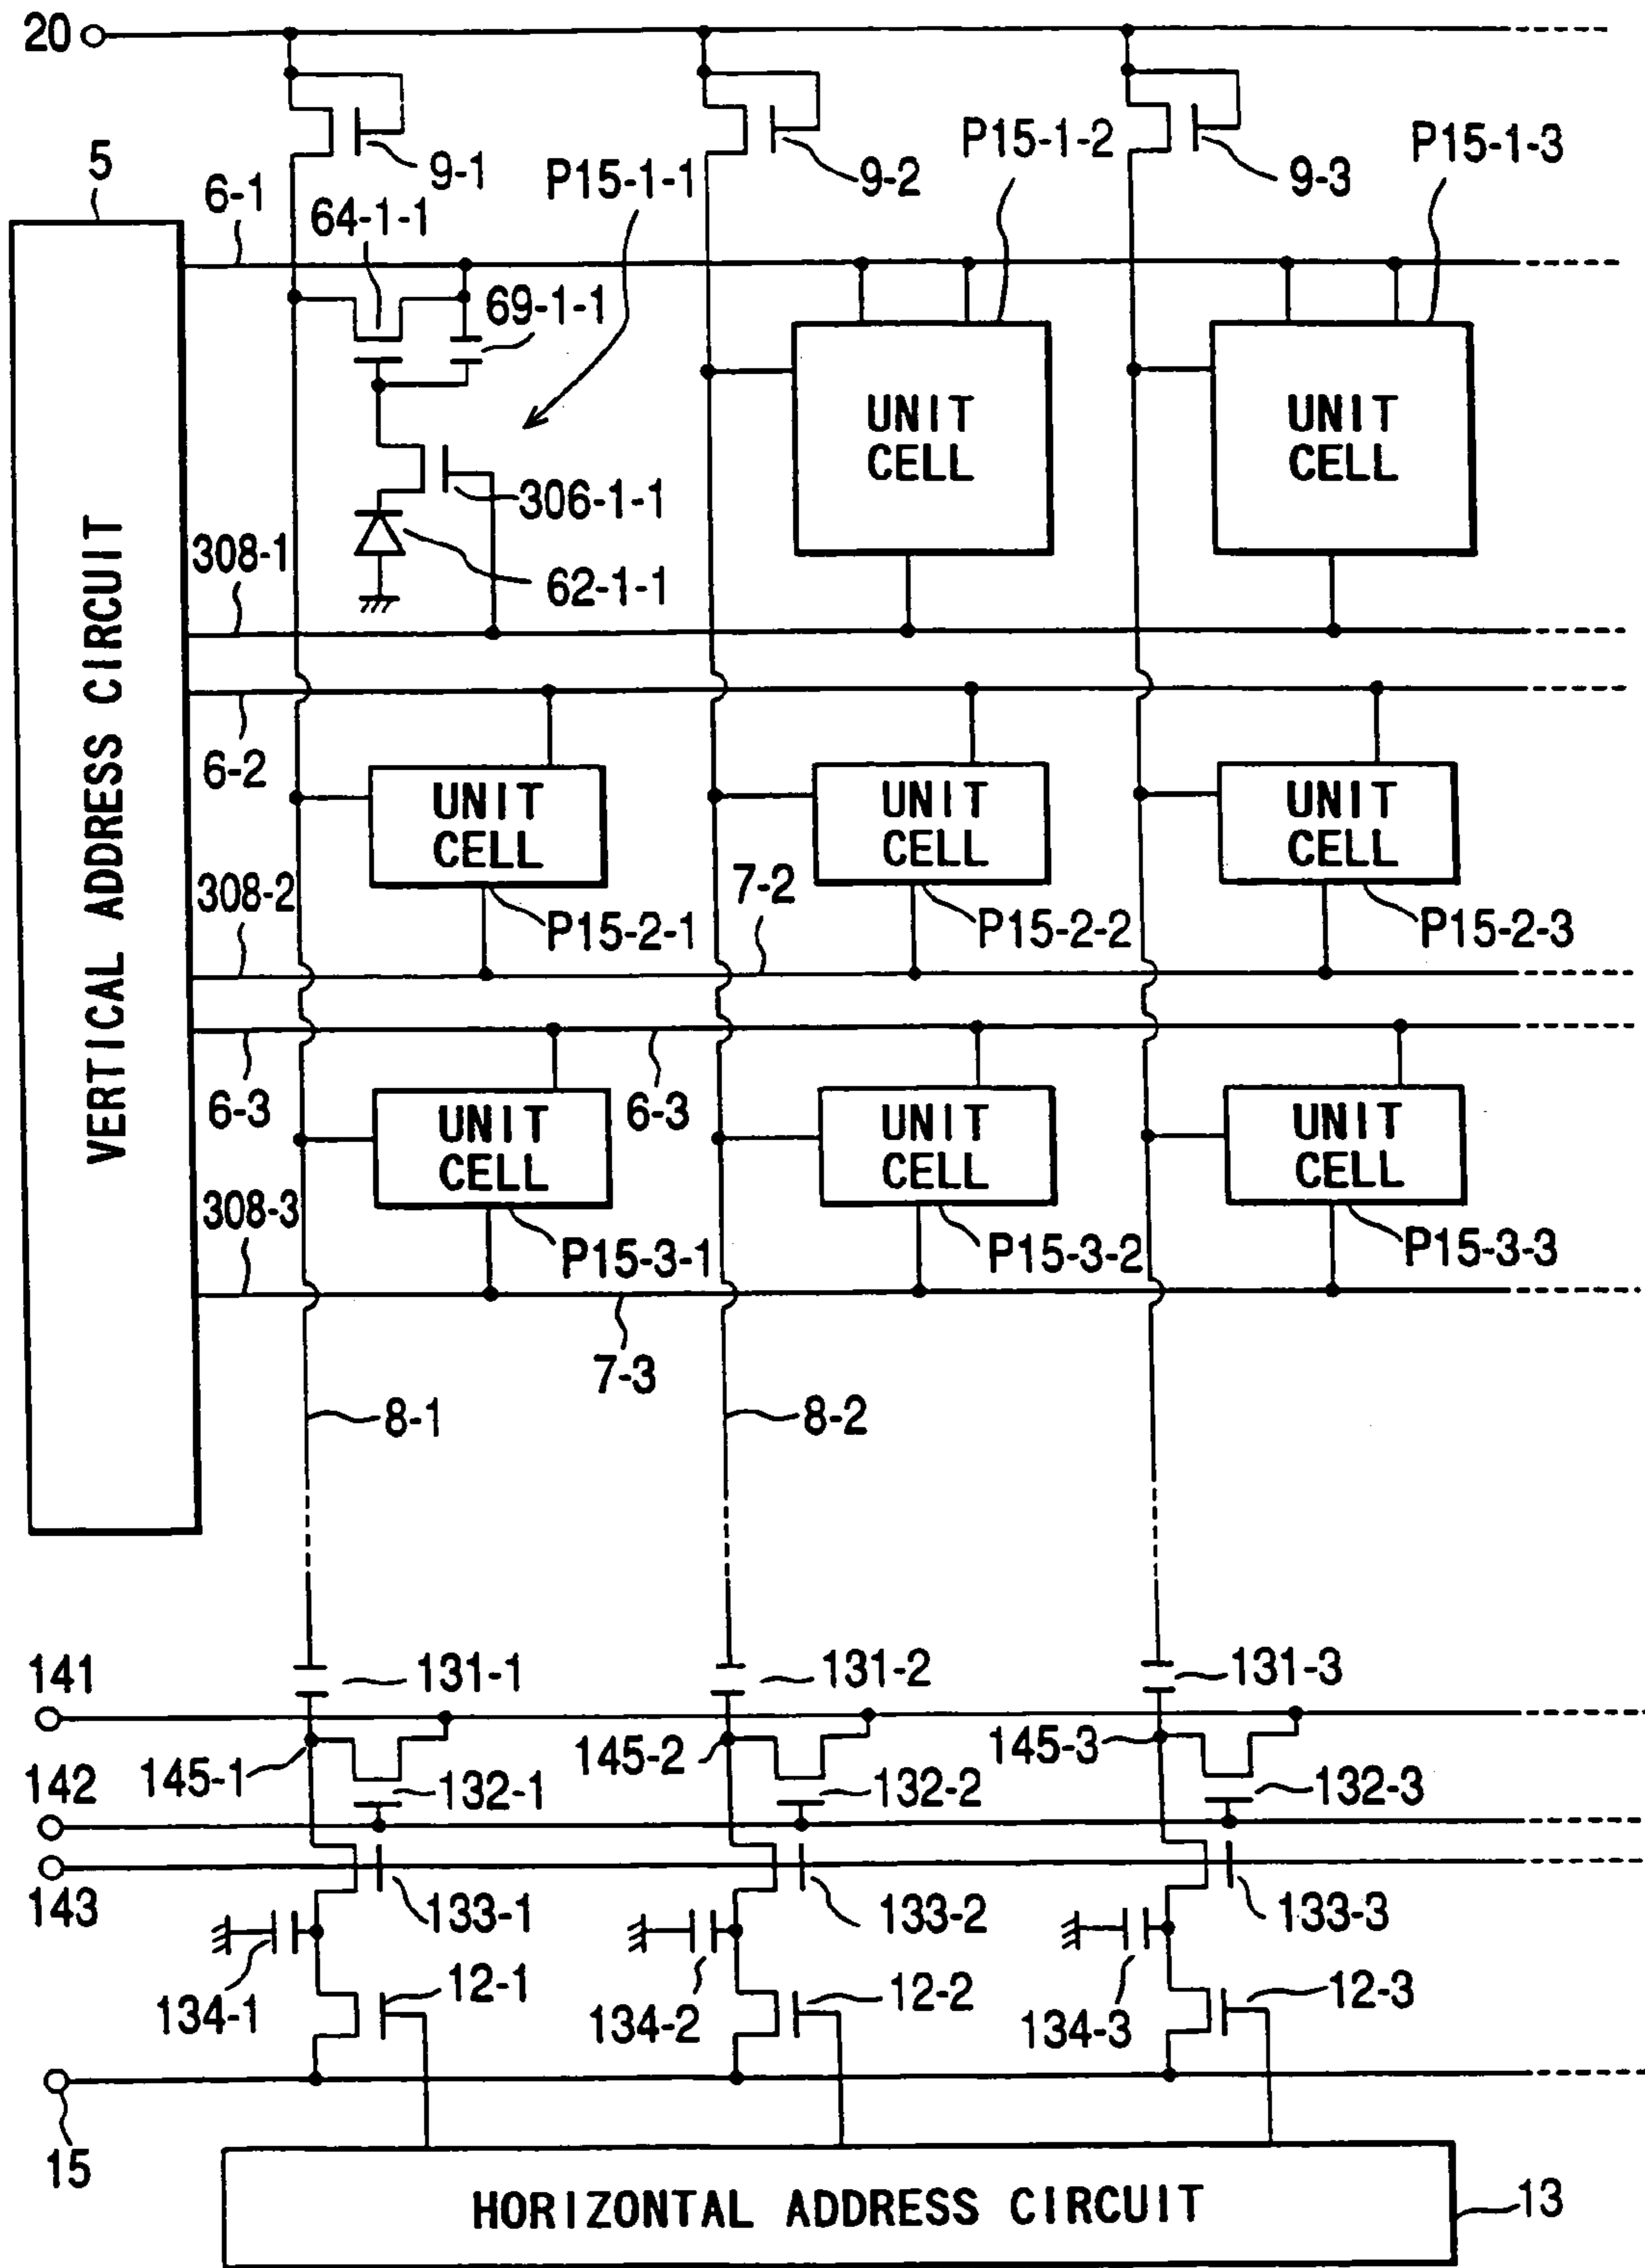 20
9-1
9-2
9-3
5
6-1
64-1-1
P15-1-1
P15-1-2
P15-1-3
69-1-1
UNIT
CELL
UNIT
CELL
306-1-1
308-1
62-1-1
VERTICAL ADDRESS CIRCUIT
6-2
UNIT
CELL
UNIT
CELL
UNIT
CELL
308-2
7-2
P15-2-1
P15-2-2
P15-2-3
6-3
6-3
UNIT
CELL
UNIT
CELL
UNIT
CELL
308-3
P15-3-1
P15-3-2
P15-3-3
7-3
8-1
8-2
141
131-1
131-2
131-3
145-1
145-2
145-3
142
132-1
132-2
132-3
143
133-1
133-2
133-3
134-1
12-1
134-2
12-2
134-3
12-3
15
HORIZONTAL ADDRESS CIRCUIT
13